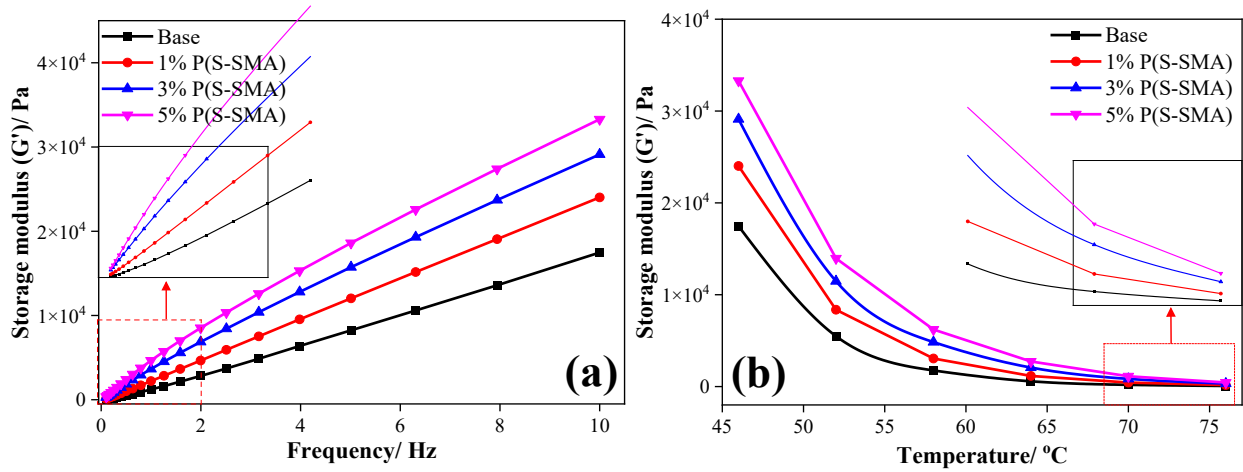 Storage modulus (G')/ Pa
4×10⁴
3×10⁴
2×10⁴
1×10⁴
0
Base
1% P(S-SMA)
3% P(S-SMA)
5% P(S-SMA)
(a)
0 2 4 6 8 10
Frequency/ Hz
Storage modulus (G')/ Pa
4×10⁴
3×10⁴
2×10⁴
1×10⁴
0
Base
1% P(S-SMA)
3% P(S-SMA)
5% P(S-SMA)
(b)
45 50 55 60 65 70 75
Temperature/ °C